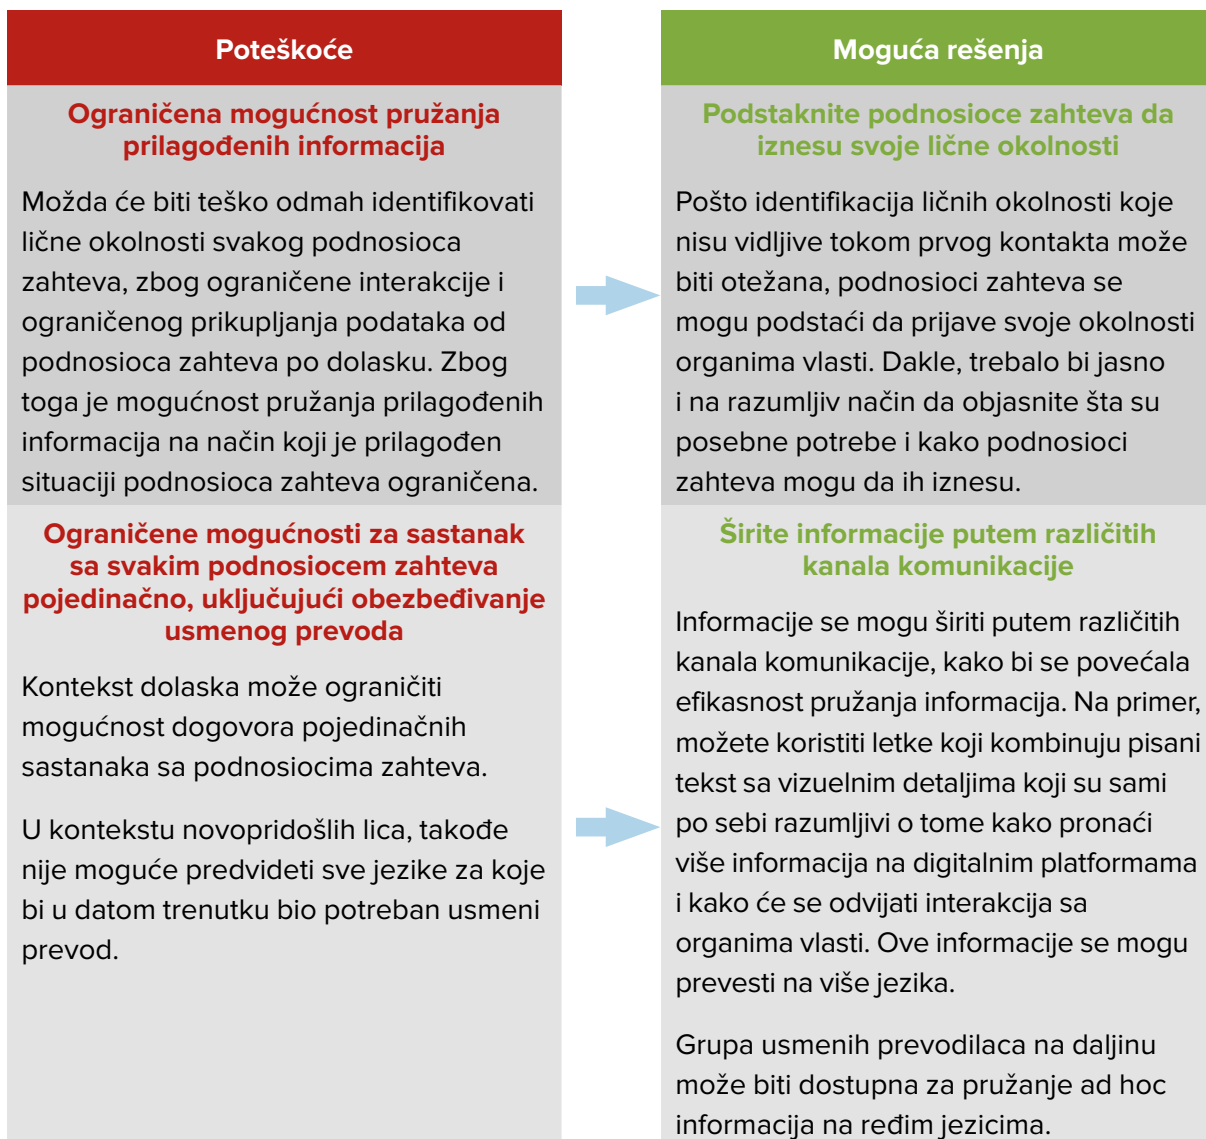 Poteškoće
Moguća rešenja
Ograničena mogućnost pružanja
prilagođenih informacija
Možda će biti teško odmah identifikovati
lične okolnosti svakog podnosioca
zahteva, zbog ograničene interakcije i
ograničenog prikupljanja podataka od
podnosioca zahteva po dolasku. Zbog
toga je mogućnost pružanja prilagođenih
informacija na način koji je prilagođen
situaciji podnosioca zahteva ograničena.
Podstaknite podnosioce zahteva da
iznesu svoje lične okolnosti
Pošto identifikacija ličnih okolnosti koje
nisu vidljive tokom prvog kontakta može
biti otežana, podnosioci zahteva se
mogu podstaći da prijave svoje okolnosti
organima vlasti. Dakle, trebalo bi jasno
i na razumljiv način da objasnite šta su
posebne potrebe i kako podnosioci
zahteva mogu da ih iznesu.
Ograničene mogućnosti za sastanak
sa svakim podnosiocem zahteva
pojedinačno, uključujući obezbeđivanje
usmenog prevoda
Kontekst dolaska može ograničiti
mogućnost dogovora pojedinačnih
sastanaka sa podnosiocima zahteva.
U kontekstu novopridošlih lica, takođe
nije moguće predvideti sve jezike za koje
bi u datom trenutku bio potreban usmeni
prevod.
Širite informacije putem različitih
kanala komunikacije
Informacije se mogu širiti putem različitih
kanala komunikacije, kako bi se povećala
efikasnost pružanja informacija. Na primer,
možete koristiti letke koji kombinuju pisani
tekst sa vizuelnim detaljima koji su sami
po sebi razumljivi o tome kako pronaći
više informacija na digitalnim platformama
i kako će se odvijati interakcija sa
organima vlasti. Ove informacije se mogu
prevesti na više jezika.
Grupa usmenih prevodilaca na daljinu
može biti dostupna za pružanje ad hoc
informacija na ređim jezicima.